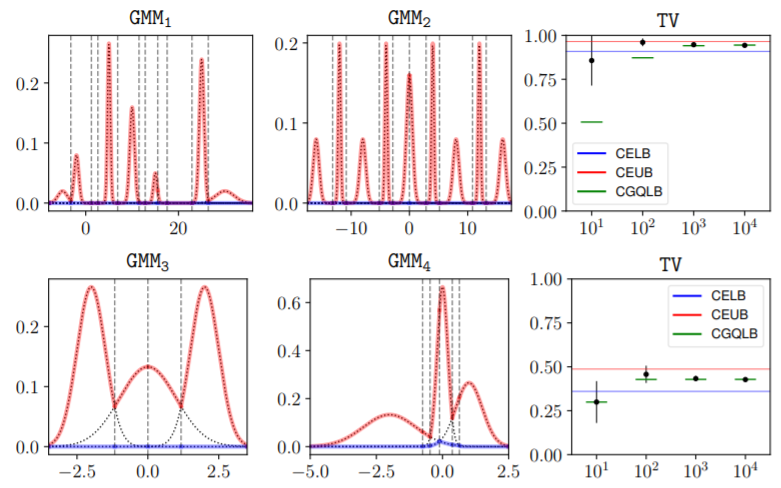 GMM1 GMM2 TV
0.2 0.1 0.0
0 20
0.2 0.1 0.0
−10 0 10
1.00 0.75 0.50 0.25 0.00
CELB
CEUB
CGQLB
10^1 10^2 10^3 10^4
GMM3 GMM4 TV
0.2 0.1 0.0
−2.5 0.0 2.5
0.6 0.4 0.2 0.0
−5.0 −2.5 0.0 2.5
1.00 0.75 0.50 0.25 0.00
CELB
CEUB
CGQLB
10^1 10^2 10^3 10^4